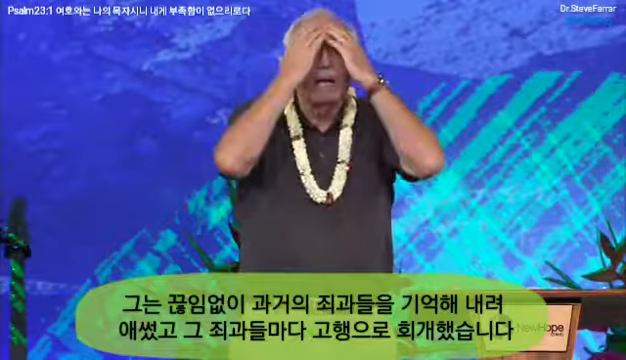 Psalm23:1 여호와는 나의 목자시니 내게 부족함이 없으리로다
Dr.SteveFarrar
그는 끊임없이 과거의 죄과들을 기억해 내려
애썼고 그 죄과들마다 고행으로 회개했습니다
NewHope